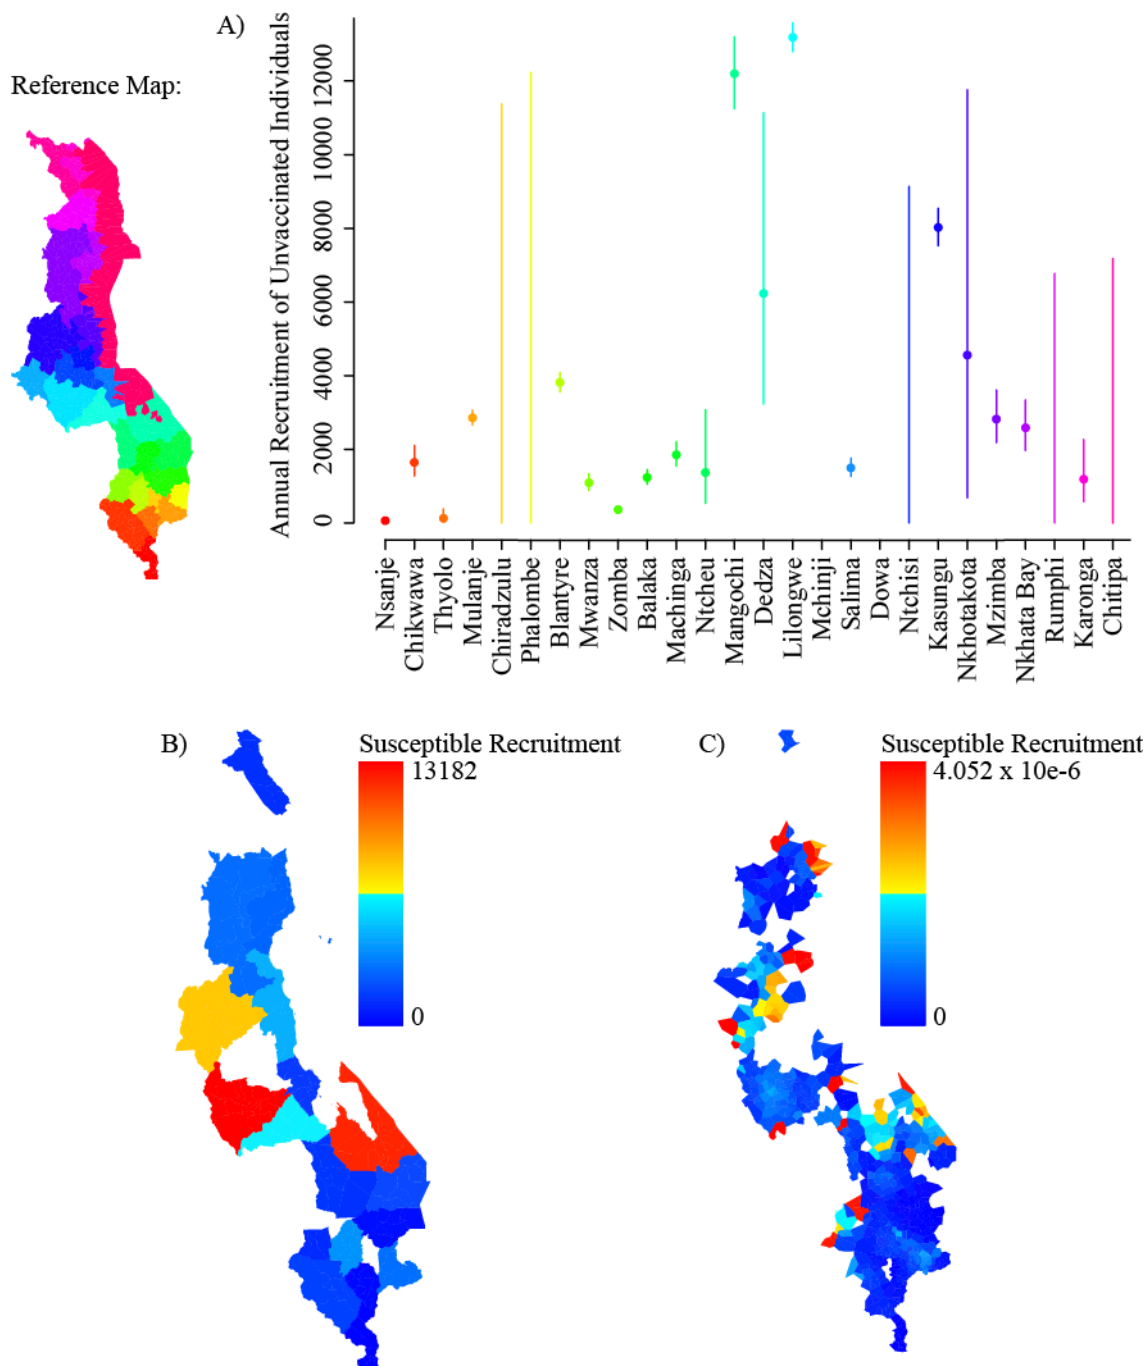 A)
Reference Map:
Annual Recruitment of Unvaccinated Individuals
12000
10000
8000
6000
4000
2000
0
Nsanje
Chikwawa
Thyolo
Mulanje
Chiradzulu
Phalombe
Blantyre
Mwanza
Zomba
Balaka
Machinga
Ntcheu
Mangochi
Dedza
Lilongwe
Mchinji
Salima
Dowa
Ntchisi
Kasungu
Nkhotakota
Mzimba
Nkhata Bay
Rumphi
Karonga
Chitipa
B)
Susceptible Recruitment
13182
0
C)
Susceptible Recruitment
4.052 x 10e-6
0